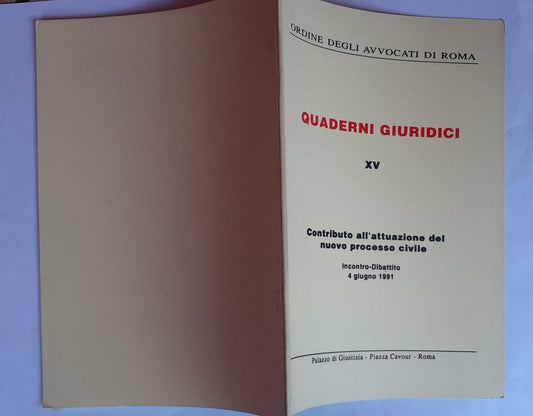 ORDINE DEGLI AVVOCATI DI ROMA
QUADERNI GIURIDICI
XV
Contributo all'attuazione del
nuovo processo civile
Incontro-Dibattito
4 giugno 1991
Palazzo di Giustizia - Piazza Cavour - Roma